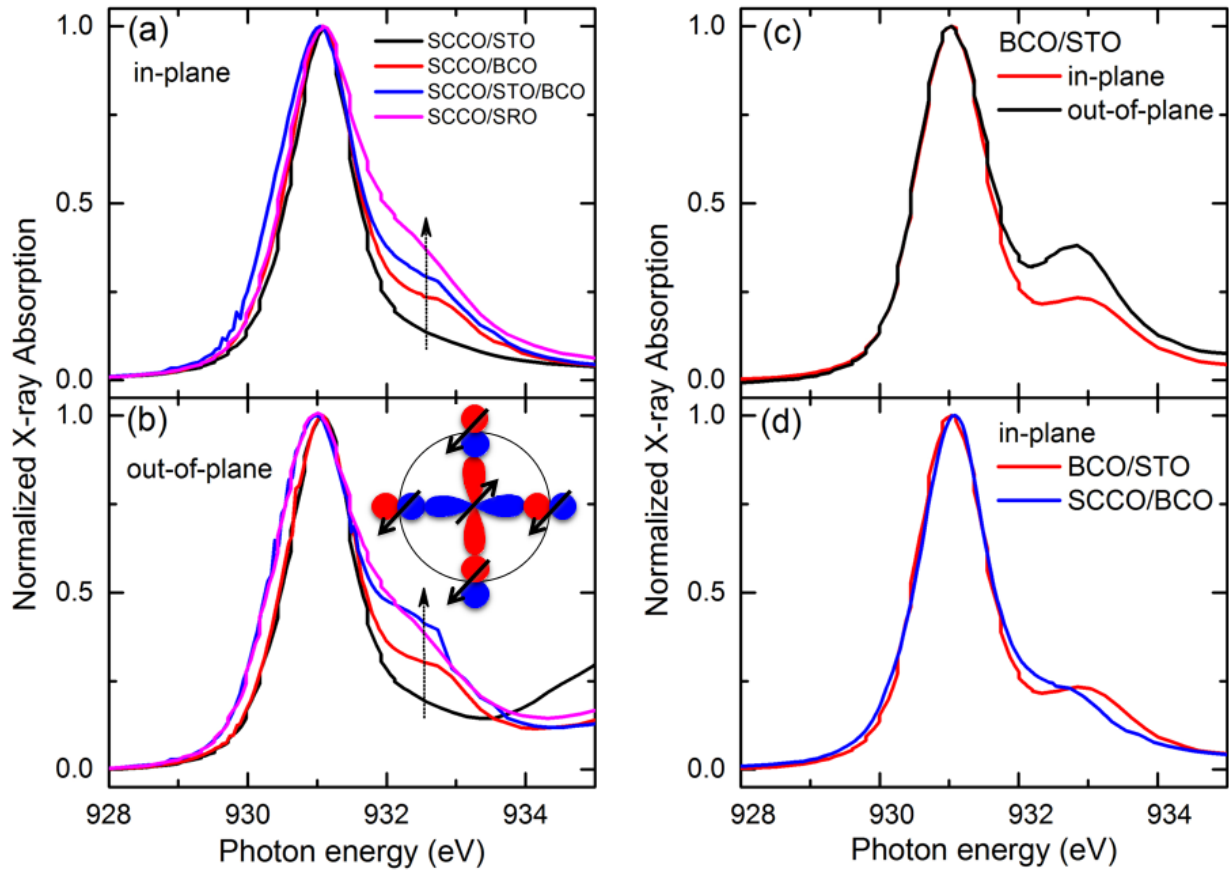 (a)
in-plane
SCCO/STO
SCCO/BCO
SCCO/STO/BCO
SCCO/SRO
1.0
0.5
0.0
(b)
out-of-plane
1.0
0.5
0.0
928
930
932
934
Photon energy (eV)
Normalized X-ray Absorption
(c)
BCO/STO
in-plane
out-of-plane
1.0
0.5
0.0
(d)
in-plane
BCO/STO
SCCO/BCO
1.0
0.5
0.0
928
930
932
934
Photon energy (eV)
Normalized X-ray Absorption